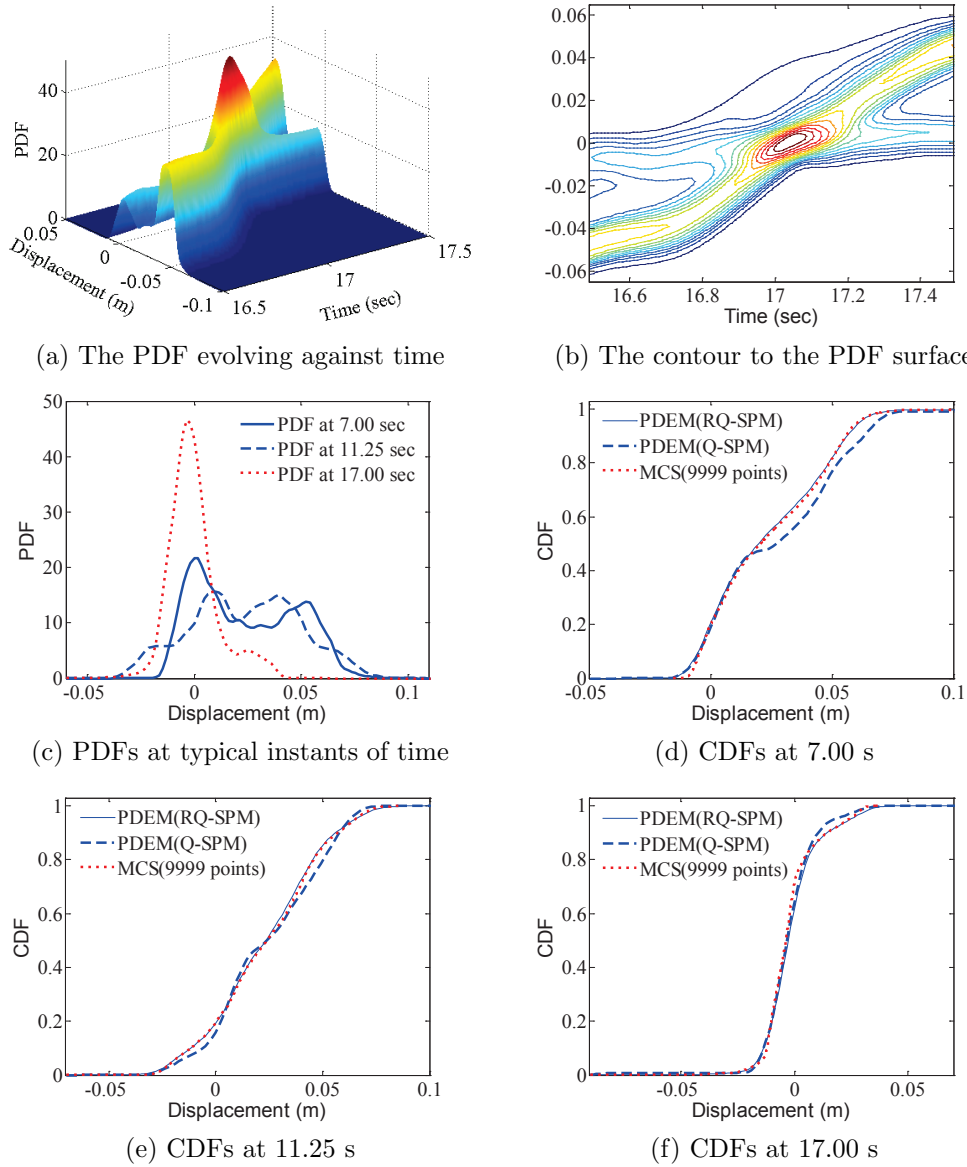 40
20
0
PDF
0.05
0
-0.05
-0.1
Displacement (m)
16.5
17
17.5
Time (sec)
(a) The PDF evolving against time
0.06
0.04
0.02
0
-0.02
-0.04
-0.06
16.6
16.8
17
17.2
17.4
Time (sec)
(b) The contour to the PDF surface
50
40
30
20
10
0
PDF
PDF at 7.00 sec
PDF at 11.25 sec
PDF at 17.00 sec
-0.05
0
0.05
0.1
Displacement (m)
(c) PDFs at typical instants of time
1
0.8
0.6
0.4
0.2
0
CDF
PDEM(RQ-SPM)
PDEM(Q-SPM)
MCS(9999 points)
-0.05
0
0.05
0.1
Displacement (m)
(d) CDFs at 7.00 s
1
0.8
0.6
0.4
0.2
0
CDF
PDEM(RQ-SPM)
PDEM(Q-SPM)
MCS(9999 points)
-0.05
0
0.05
0.1
Displacement (m)
(e) CDFs at 11.25 s
1
0.8
0.6
0.4
0.2
0
CDF
PDEM(RQ-SPM)
PDEM(Q-SPM)
MCS(9999 points)
-0.05
0
0.05
Displacement (m)
(f) CDFs at 17.00 s